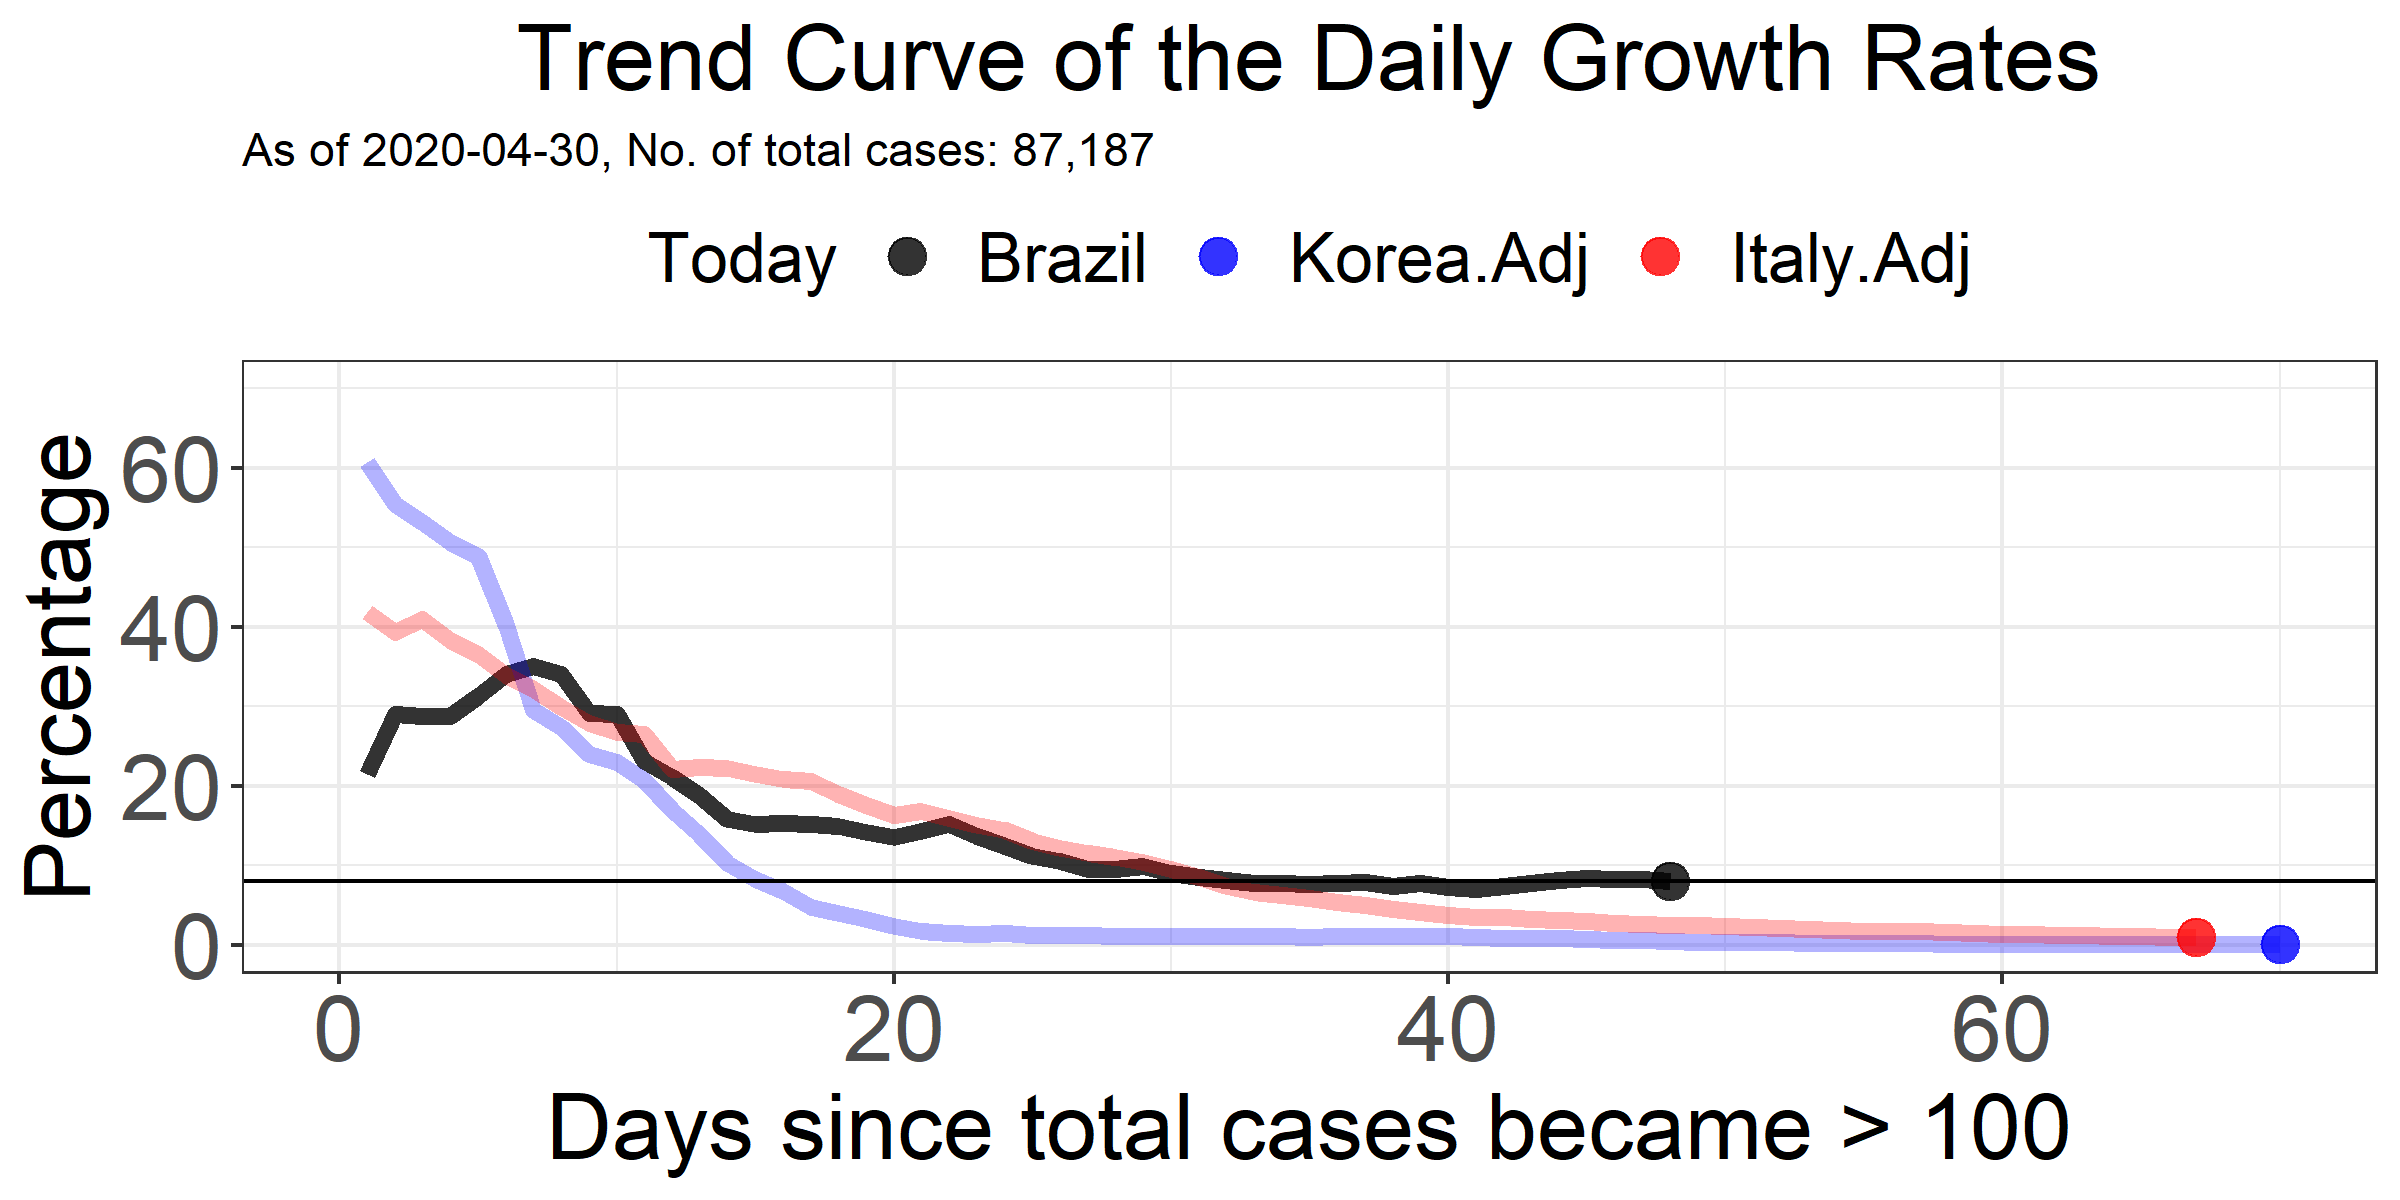 Trend Curve of the Daily Growth Rates
As of 2020-04-30, No. of total cases: 87,187
Today Brazil Korea.Adj Italy.Adj
Percentage
60
40
20
0
0 20 40 60
Days since total cases became > 100